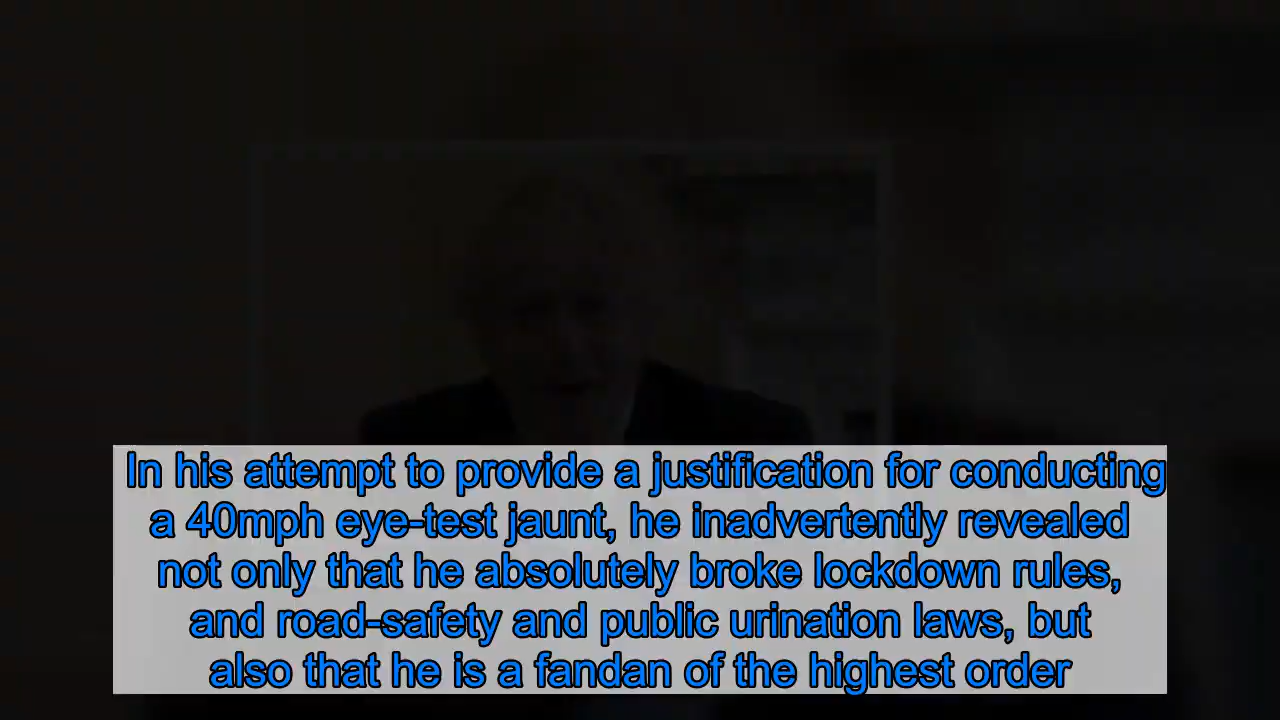 In his attempt to provide a justification for conducting
a 40mph eye-test jaunt, he inadvertently revealed
not only that he absolutely broke lockdown rules,
and road-safety and public urination laws, but
also that he is a fandan of the highest order